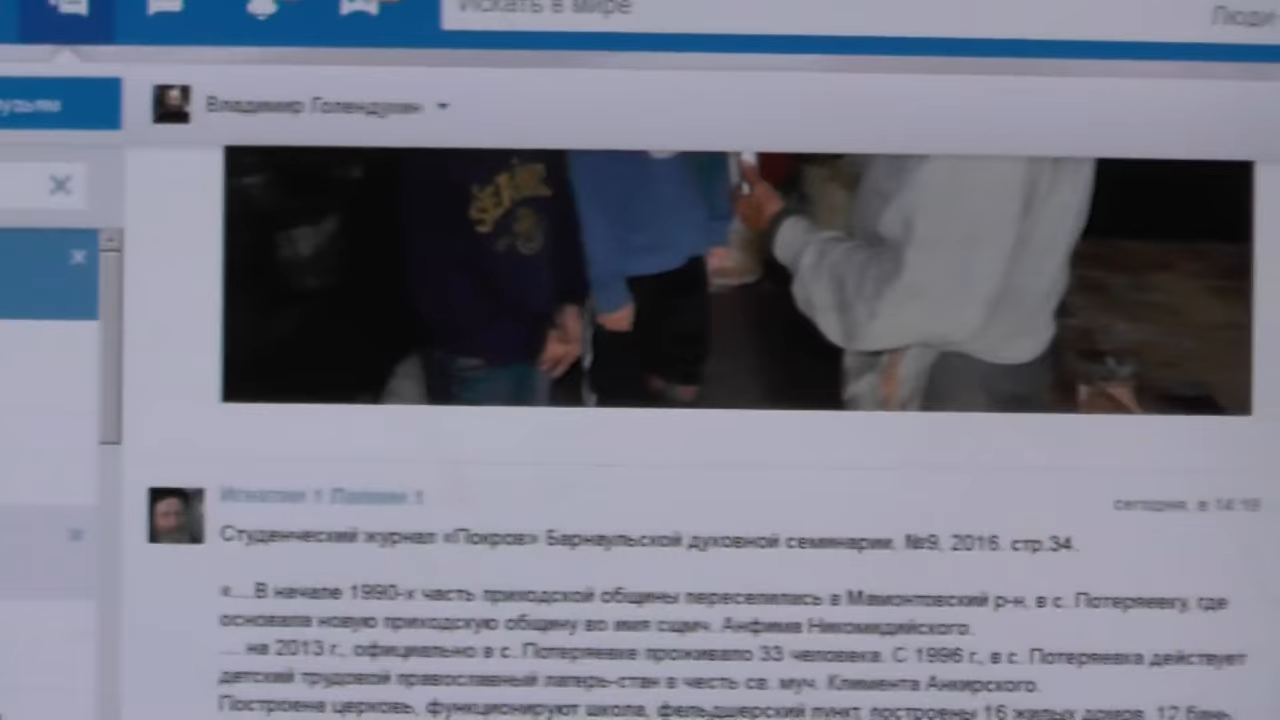 Искать в мире
Люди
Владимир Голендухин
сегодня, в 14:19
Студенческий журнал «Покров» Барнаульской духовной семинарии. №9, 2016. стр.34.
«... В начале 1990-х часть приходской общины переселилась в Мамонтовский р-н, в с. Потеряевку, где
основала новую приходскую общину во имя сщмч. Анфима Никомидийского.
... на 2013 г., официально в с. Потеряевке проживало 33 человека. С 1996 г., в с. Потеряевка действует
детский трудовой православный лагерь-стан в честь св. муч. Климента Анкирского.
Построена церковь, функционируют школа, фельдшерский пункт, построены 16 жилых домов, 12 бань,